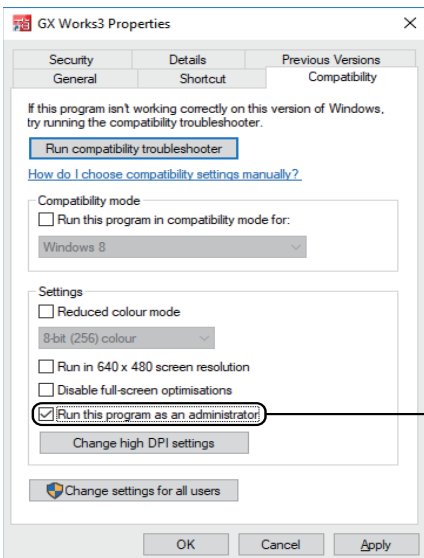 GX Works3 Properties
Security Details Previous Versions
General Shortcut Compatibility
If this program isn't working correctly on this version of Windows,
try running the compatibility troubleshooter.
Run compatibility troubleshooter
How do I choose compatibility settings manually?
Compatibility mode
Run this program in compatibility mode for:
Windows 8
Settings
Reduced colour mode
8-bit (256) colour
Run in 640 x 480 screen resolution
Disable full-screen optimisations
Run this program as an administrator
Change high DPI settings
Change settings for all users
OK Cancel Apply